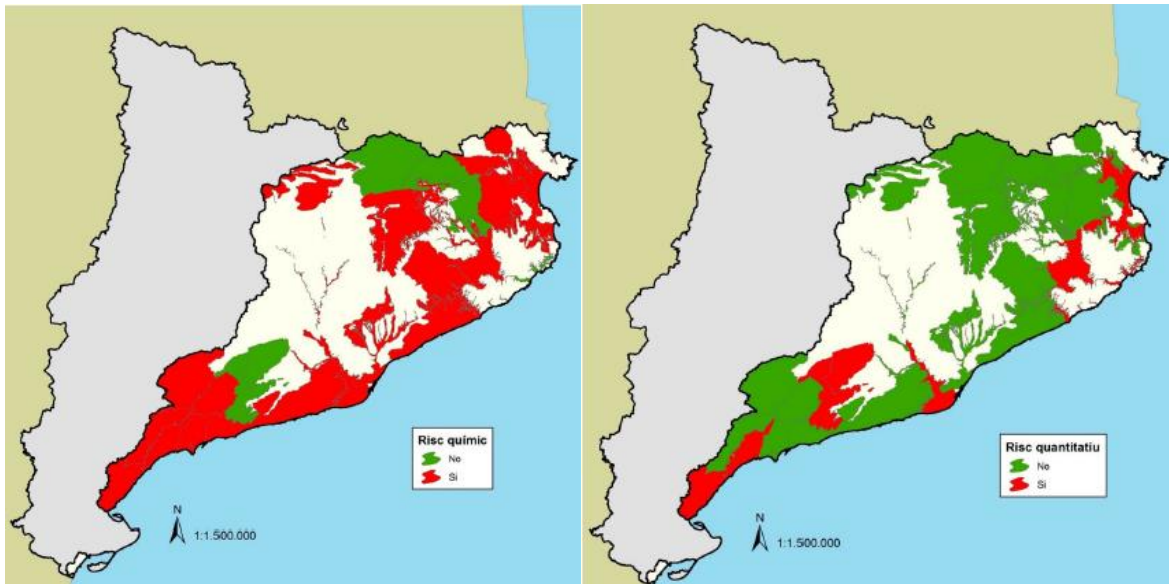 Risc químic
No
Si
N
1:1.500.000
Risc quantitatiu
No
Si
N
1:1.500.000